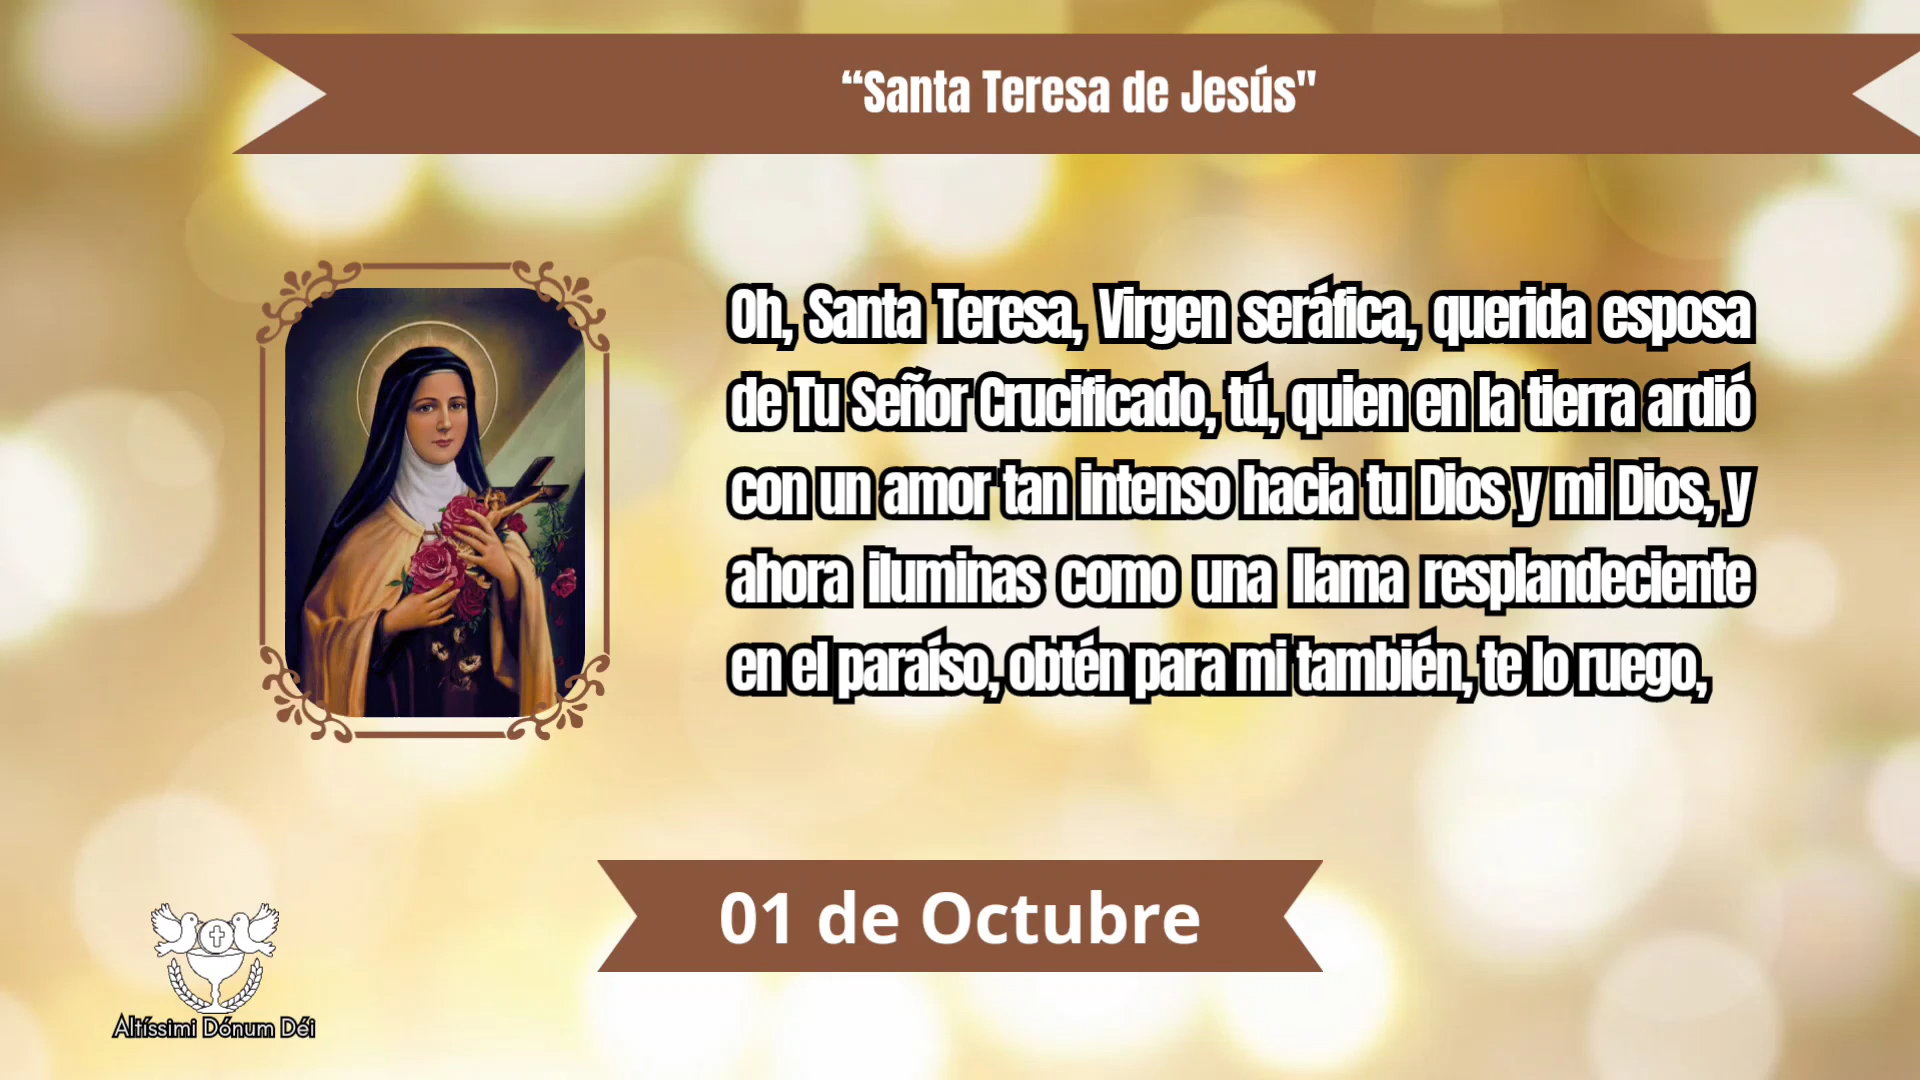 “Santa Teresa de Jesús"
Oh, Santa Teresa, Virgen seráfica, querida esposa
de Tu Señor Crucificado, tú, quien en la tierra ardió
con un amor tan intenso hacia tu Dios y mi Dios, y
ahora iluminas como una llama resplandeciente
en el paraíso, obtén para mi también, te lo ruego,
01 de Octubre
Altíssimi Dónum Déi